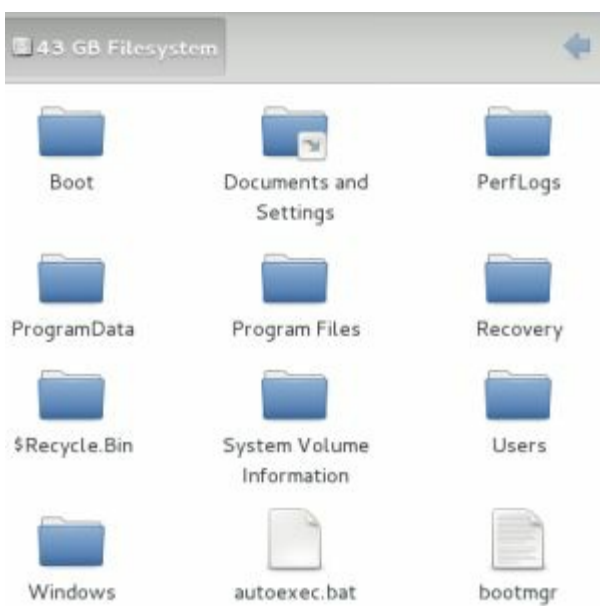 43 GB Filesystem
Boot
Documents and
Settings
PerfLogs
ProgramData
Program Files
Recovery
$Recycle.Bin
System Volume
Information
Users
Windows
autoexec.bat
bootmgr